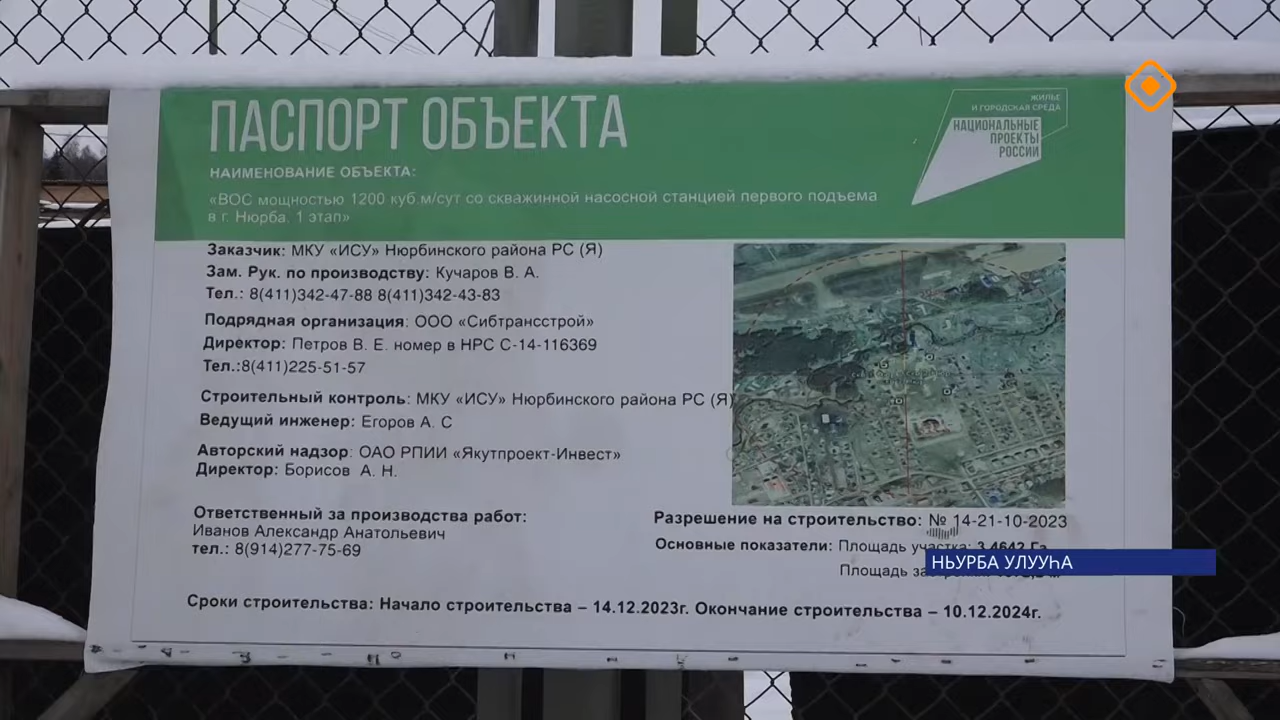 ПАСПОРТ ОБЪЕКТА
ЖИЛЬЕ
И ГОРОДСКАЯ СРЕДА
НАЦИОНАЛЬНЫЕ
ПРОЕКТЫ
РОССИИ
НАИМЕНОВАНИЕ ОБЪЕКТА:
«ВОС мощностью 1200 куб.м/сут со скважинной насосной станцией первого подъема
в г. Нюрба. 1 этап»
Заказчик: МКУ «ИСУ» Нюрбинского района РС (Я)
Зам. Рук. по производству: Кучаров В. А.
Тел.: 8(411)342-47-88 8(411)342-43-83
Подрядная организация: ООО «Сибтрансстрой»
Директор: Петров В. Е. номер в НРС С-14-116369
Тел.:8(411)225-51-57
Строительный контроль: МКУ «ИСУ» Нюрбинского района РС (Я)
Ведущий инженер: Егоров А. С
Авторский надзор: ОАО РПИИ «Якутпроект-Инвест»
Директор: Борисов А. Н.
Ответственный за производства работ:
Иванов Александр Анатольевич
тел.: 8(914)277-75-69
Разрешение на строительство: № 14-21-10-2023
Основные показатели: Площадь участка: 3,4642 Га
Площадь
НЬУРБА УЛУУҺА
Сроки строительства: Начало строительства – 14.12.2023г. Окончание строительства – 10.12.2024г.